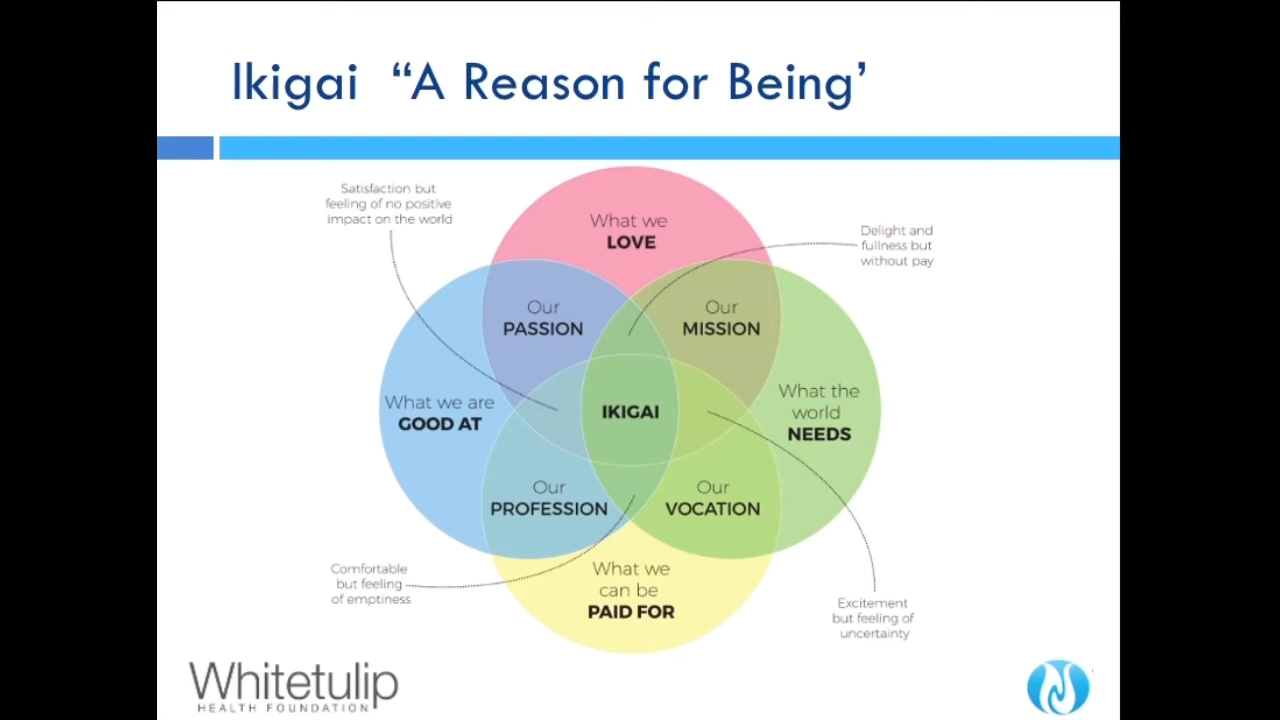 Ikigai “A Reason for Being’
Satisfaction but
feeling of no positive
impact on the world
What we
LOVE
Delight and
fullness but
without pay
Our
PASSION
Our
MISSION
What we are
GOOD AT
IKIGAI
What the
world
NEEDS
Our
PROFESSION
Our
VOCATION
Comfortable
but feeling
of emptiness
What we
can be
PAID FOR
Excitement
but feeling of
uncertainty
Whitetulip
HEALTH FOUNDATION